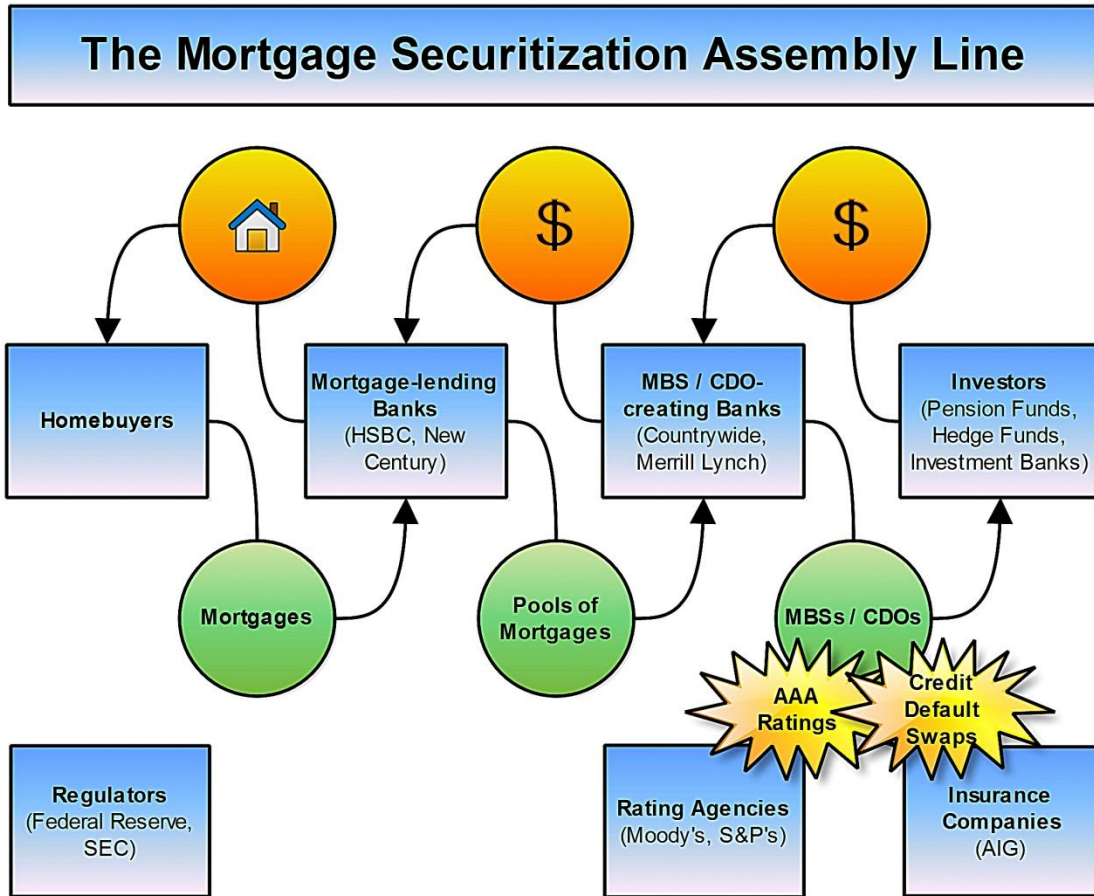 The Mortgage Securitization Assembly Line
$
$
Homebuyers
Mortgage-lending
Banks
(HSBC, New
Century)
MBS / CDO-
creating Banks
(Countrywide,
Merrill Lynch)
Investors
(Pension Funds,
Hedge Funds,
Investment Banks)
Mortgages
Pools of
Mortgages
MBSs / CDOs
AAA
Ratings
Credit
Default
Swaps
Regulators
(Federal Reserve,
SEC)
Rating Agencies
(Moody's, S&P's)
Insurance
Companies
(AIG)